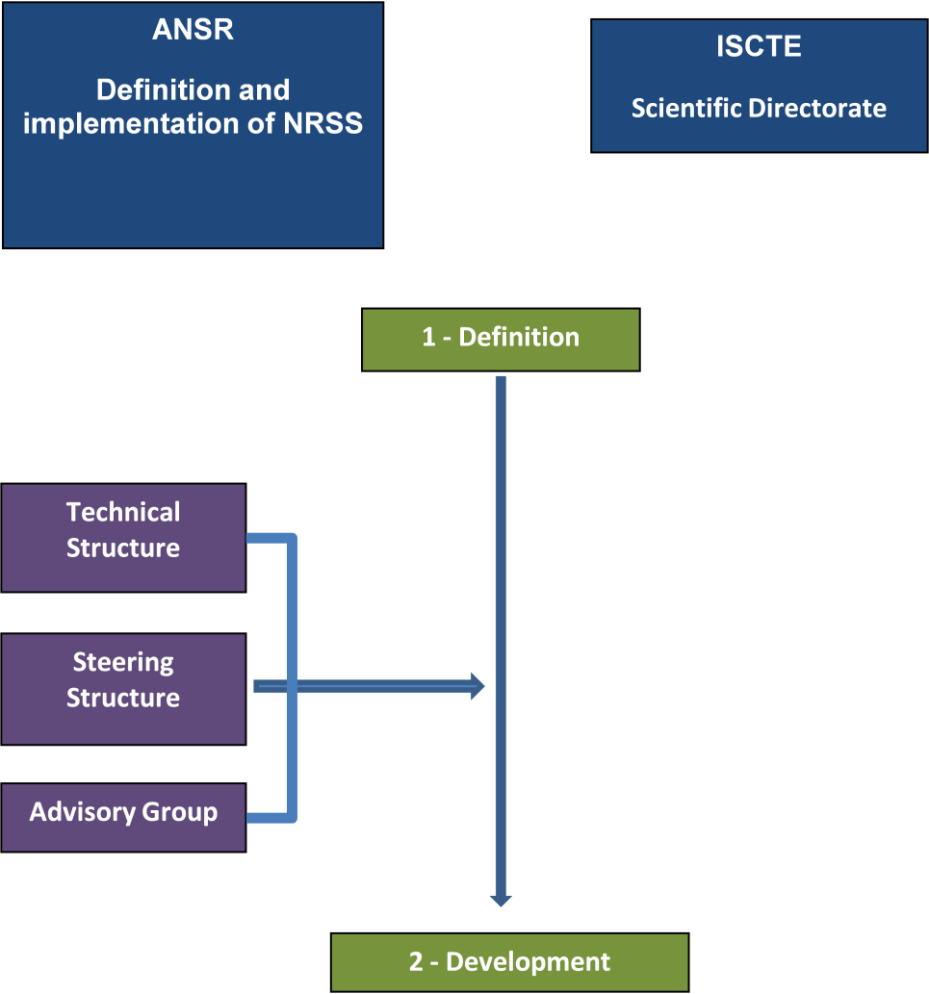 ANSR
Definition and
implementation of NRSS
ISCTE
Scientific Directorate
1 - Definition
Technical
Structure
Steering
Structure
Advisory Group
2 - Development